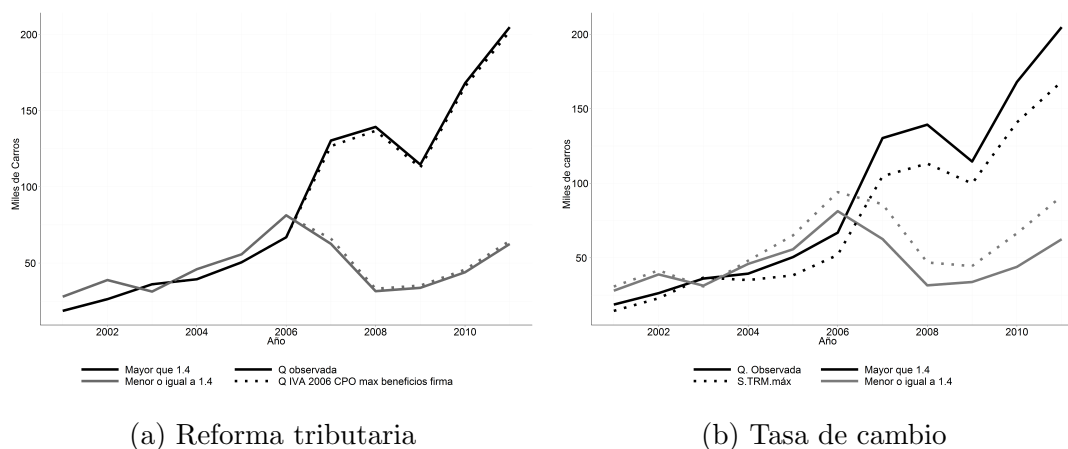 Miles de Carros
200
150
100
50
2002
2004
2006
2008
2010
Año
Mayor que 1.4
Q observada
Menor o igual a 1.4
Q IVA 2006 CPO max beneficios firma
(a) Reforma tributaria
Miles de carros
200
150
100
50
2002
2004
2006
2008
2010
Año
Q. Observada
Mayor que 1.4
S.TRM.máx
Menor o igual a 1.4
(b) Tasa de cambio